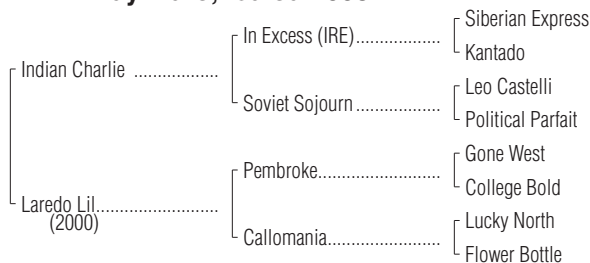 Siberian Express
In Excess (IRE)...................
Kantado
Indian Charlie ...................
Leo Castelli
Soviet Sojourn...................
Political Parfait
Gone West
Pembroke...........................
College Bold
Laredo Lil...........................
(2000)
Lucky North
Callomania.........................
Flower Bottle